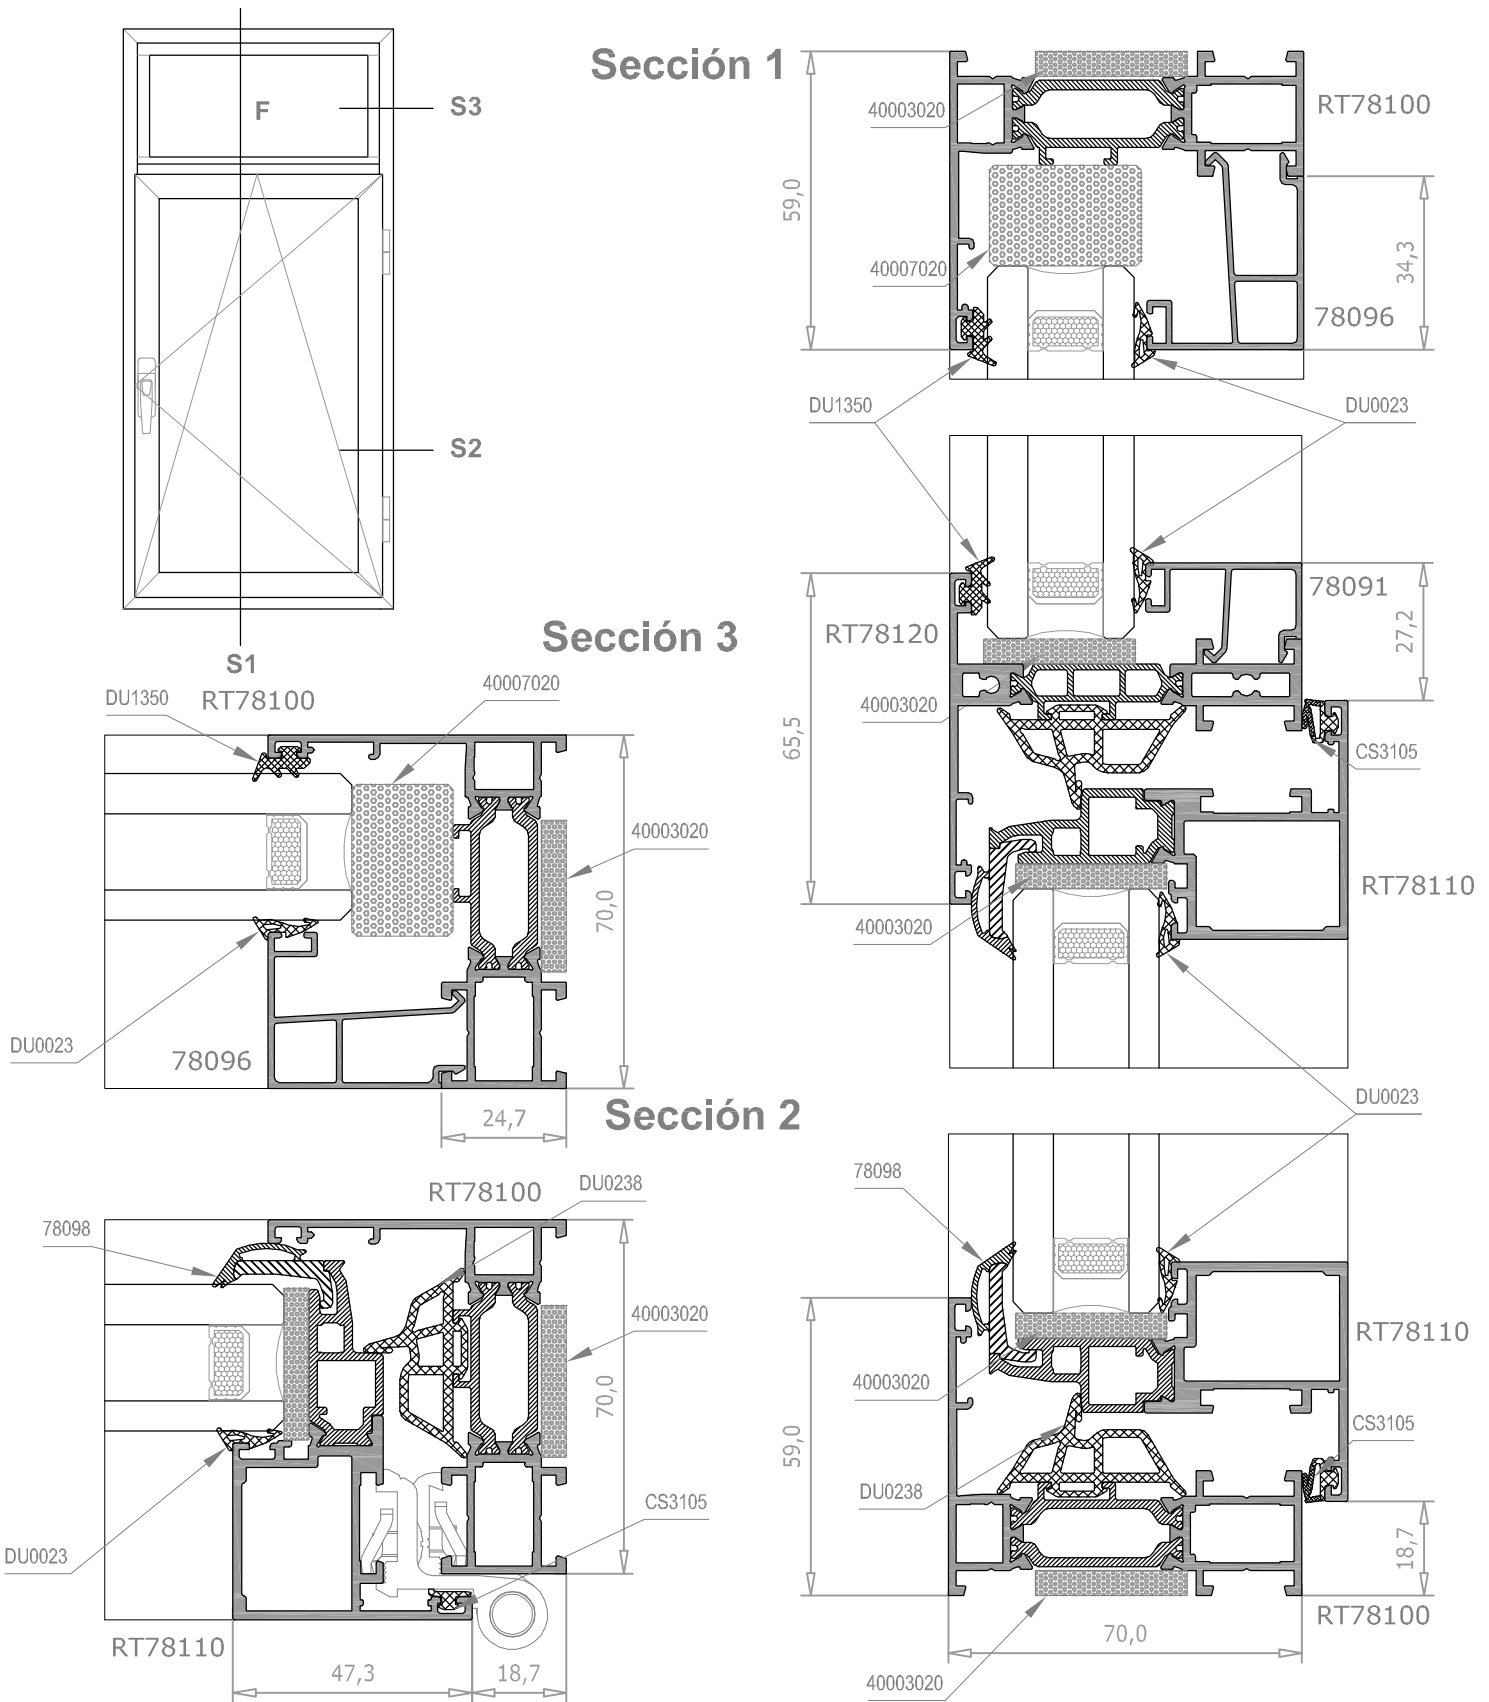 F
S3
S2
S1
Sección 1
40003020
RT78100
59,0
40007020
34,3
78096
DU1350
DU0023
78091
RT78120
27,2
40003020
65,5
CS3105
RT78110
40003020
DU0023
Sección 3
RT78100
DU1350
40007020
40003020
70,0
DU0023
78096
24,7
Sección 2
RT78100
DU0238
78098
40003020
70,0
CS3105
DU0023
RT78110
47,3
18,7
78098
RT78110
40003020
CS3105
59,0
DU0238
18,7
RT78100
70,0
40003020